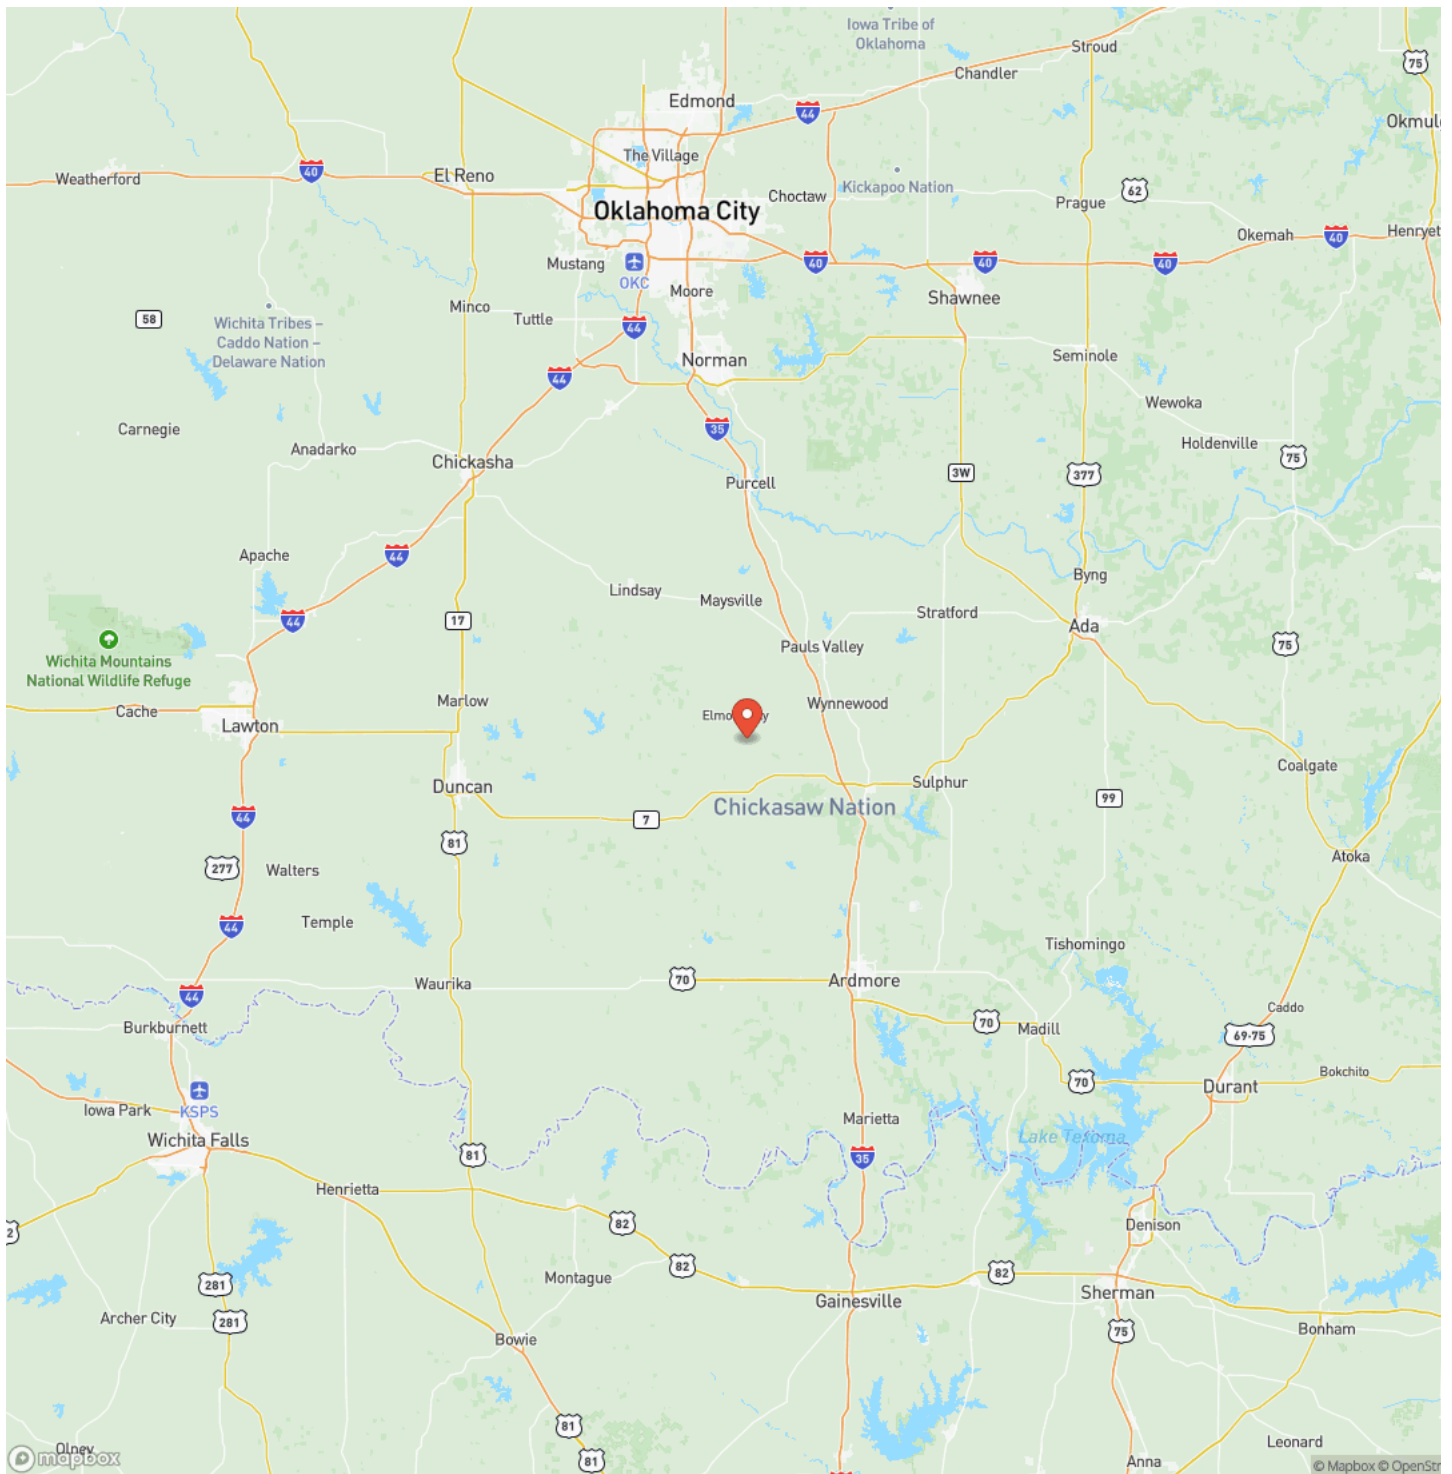 Iowa Tribe of
Oklahoma
Stroud
75
Chandler
Edmond
44
Okmul
The Village
40
Weatherford
El Reno
Choctaw
Kickapoo Nation
62
Prague
Oklahoma City
Okemah
40
Henryet
Mustang
OKC
40
40
40
Moore
Shawnee
Minco
Tuttle
58
Wichita Tribes –
Caddo Nation –
Delaware Nation
44
Norman
Seminole
44
Wewoka
Carnegie
35
Anadarko
Holdenville
Chickasha
75
3W
377
Purcell
Apache
44
Byng
Lindsay
Maysville
Stratford
44
17
Ada
Wichita Mountains
National Wildlife Refuge
Pauls Valley
75
Marlow
Wynnewood
Cache
Lawton
Coalgate
Duncan
Sulphur
99
Chickasaw Nation
44
7
81
Atoka
277
Walters
Temple
44
Tishomingo
Waurika
70
Ardmore
44
Caddo
Burkburnett
70
Madill
69-75
Bokchito
70
Durant
KSPS
Iowa Park
Marietta
Wichita Falls
Lake Texoma
81
35
Henrietta
82
Denison
82
82
Montague
281
Gainesville
Sherman
Archer City
281
75
Bonham
Bowie
81
Leonard
Olney
mapbox
81
Anna
© Mapbox © OpenStr